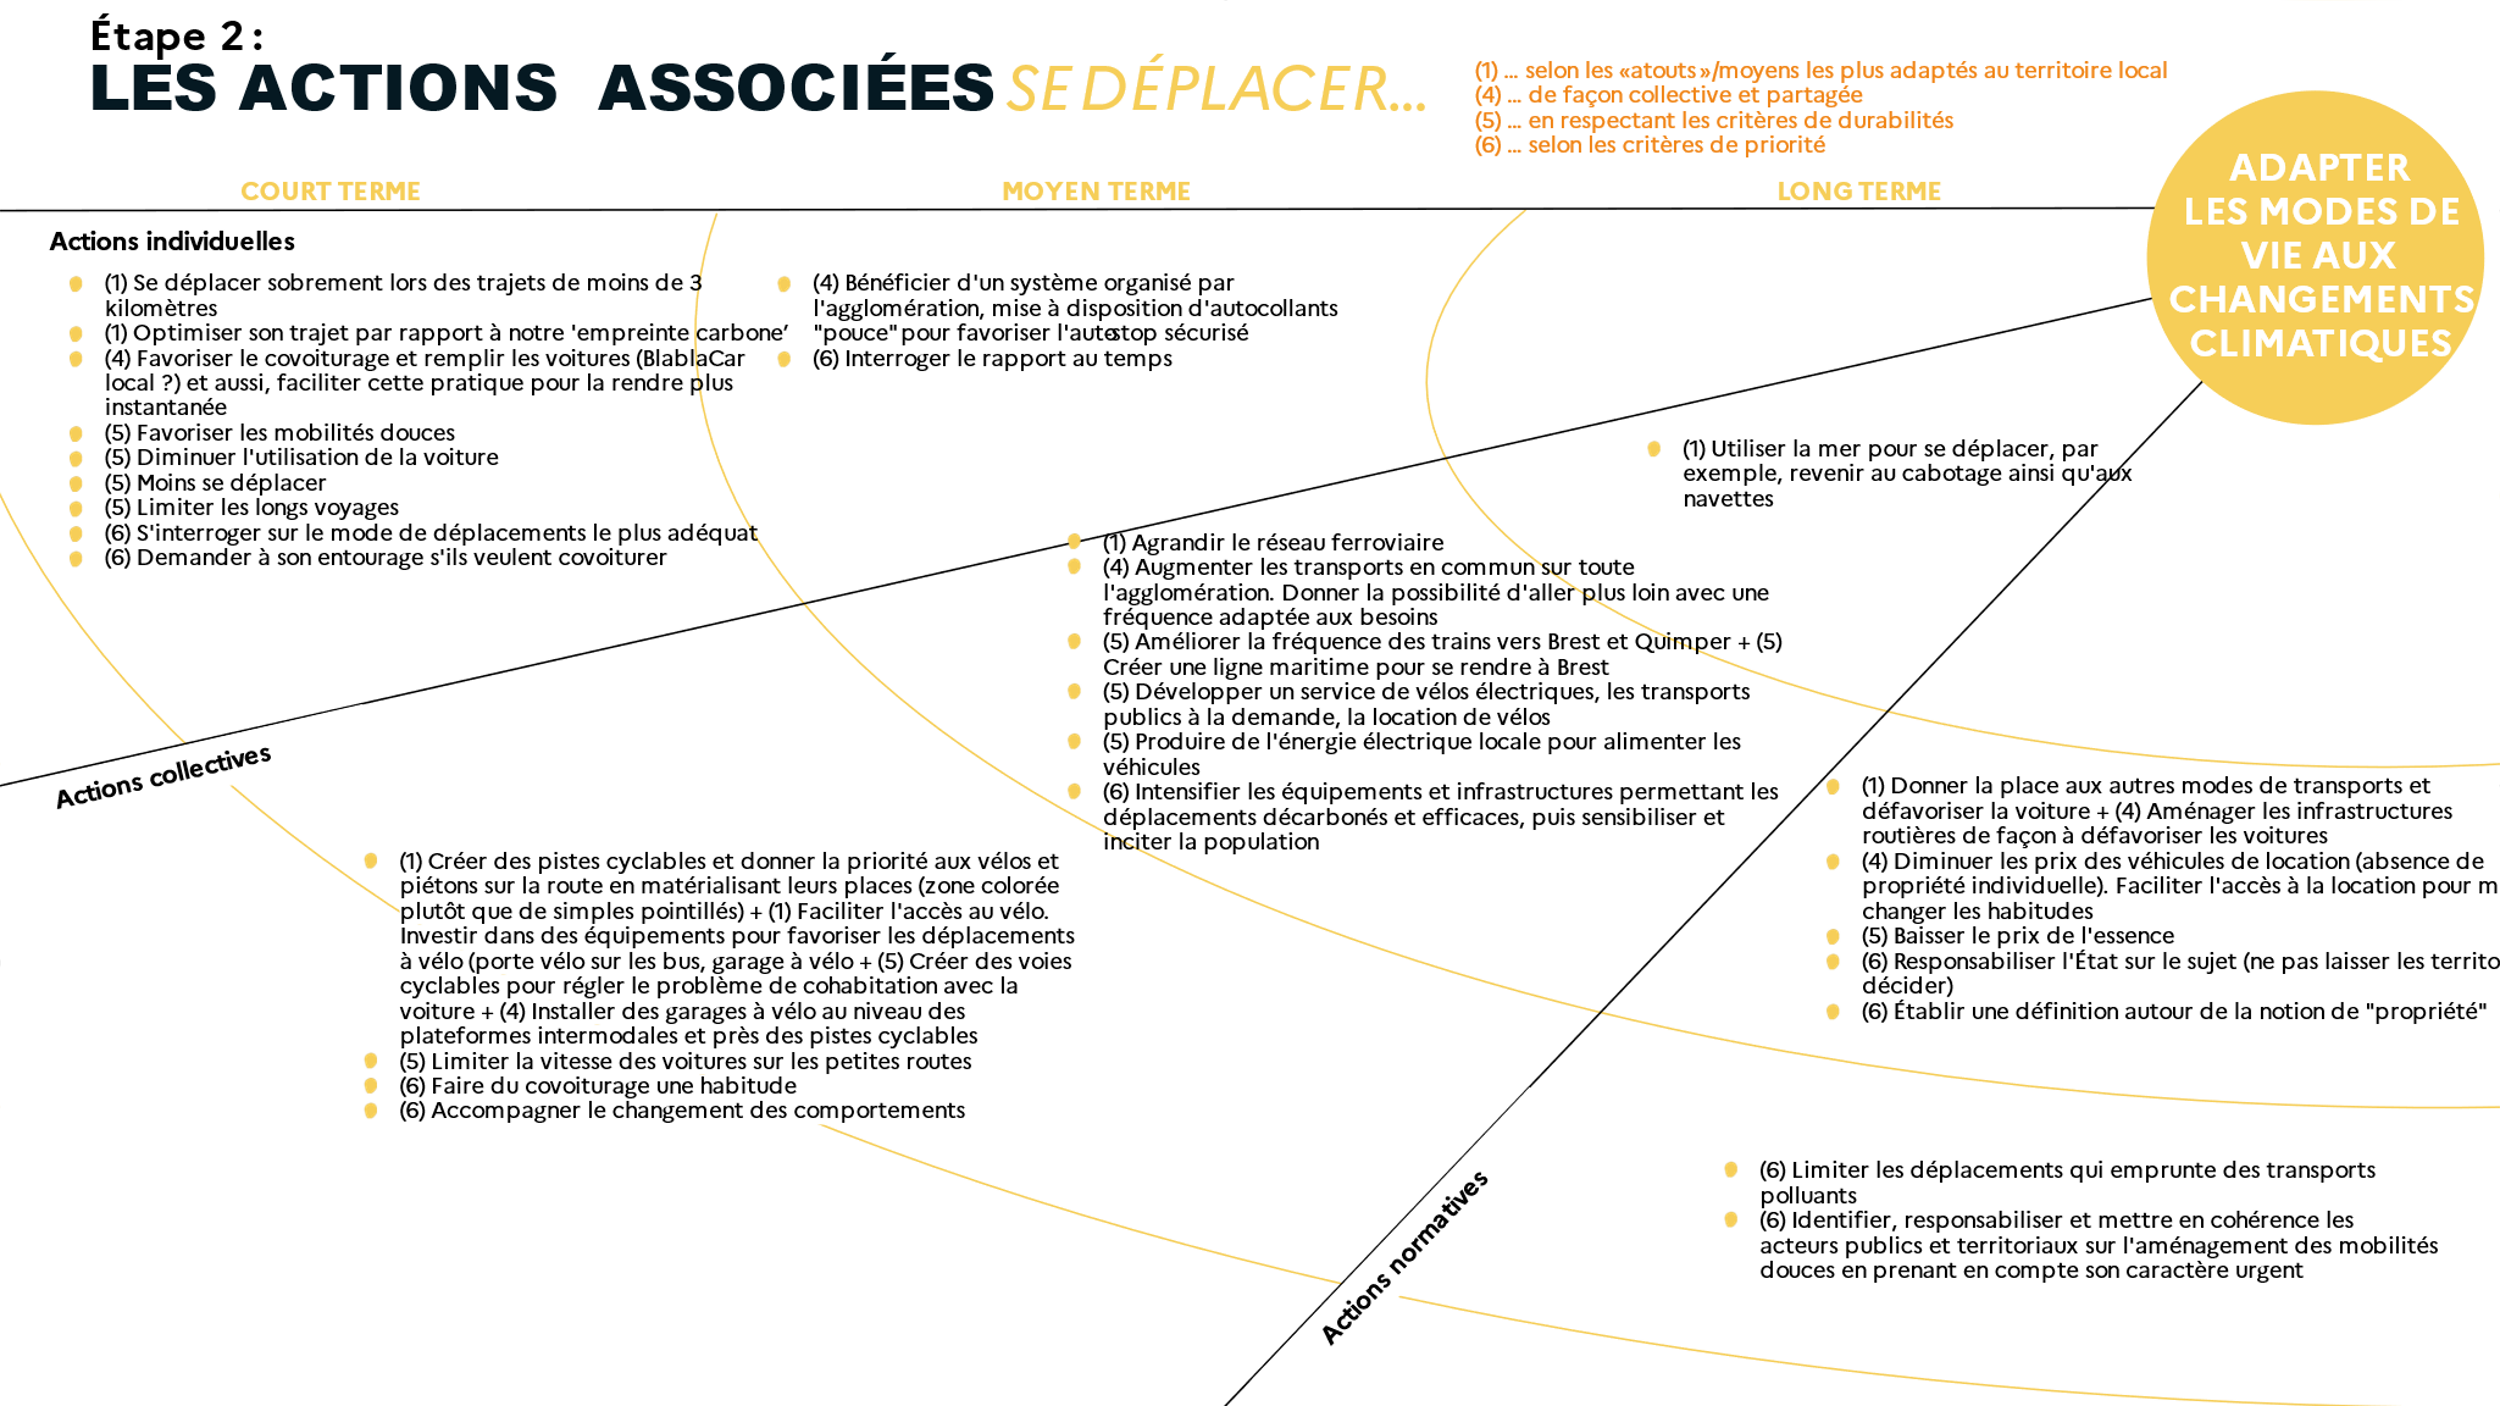 Étape 2 :
LES ACTIONS ASSOCIÉES SE DÉPLACER...
(1) ... selon les «atouts»/moyens les plus adaptés au territoire local
(4) ... de façon collective et partagée
(5) ... en respectant les critères de durabilités
(6) ... selon les critères de priorité
ADAPTER
LES MODES DE
VIE AUX
CHANGEMENTS
CLIMATIQUES
COURT TERME
MOYEN TERME
LONG TERME
Actions individuelles
(1) Se déplacer sobrement lors des trajets de moins de 3
kilomètres
(1) Optimiser son trajet par rapport à notre 'empreinte carbone’
(4) Favoriser le covoiturage et remplir les voitures (BlablaCar
local ?) et aussi, faciliter cette pratique pour la rendre plus
instantanée
(5) Favoriser les mobilités douces
(5) Diminuer l'utilisation de la voiture
(5) Moins se déplacer
(5) Limiter les longs voyages
(6) S'interroger sur le mode de déplacements le plus adéquat
(6) Demander à son entourage s'ils veulent covoiturer
(4) Bénéficier d'un système organisé par
l'agglomération, mise à disposition d'autocollants
"pouce" pour favoriser l'auto-stop sécurisé
(6) Interroger le rapport au temps
(1) Utiliser la mer pour se déplacer, par
exemple, revenir au cabotage ainsi qu'aux
navettes
Actions collectives
(1) Agrandir le réseau ferroviaire
(4) Augmenter les transports en commun sur toute
l'agglomération. Donner la possibilité d'aller plus loin avec une
fréquence adaptée aux besoins
(5) Améliorer la fréquence des trains vers Brest et Quimper + (5)
Créer une ligne maritime pour se rendre à Brest
(5) Développer un service de vélos électriques, les transports
publics à la demande, la location de vélos
(5) Produire de l'énergie électrique locale pour alimenter les
véhicules
(6) Intensifier les équipements et infrastructures permettant les
déplacements décarbonés et efficaces, puis sensibiliser et
inciter la population
(1) Créer des pistes cyclables et donner la priorité aux vélos et
piétons sur la route en matérialisant leurs places (zone colorée
plutôt que de simples pointillés) + (1) Faciliter l'accès au vélo.
Investir dans des équipements pour favoriser les déplacements
à vélo (porte vélo sur les bus, garage à vélo + (5) Créer des voies
cyclables pour régler le problème de cohabitation avec la
voiture + (4) Installer des garages à vélo au niveau des
plateformes intermodales et près des pistes cyclables
(5) Limiter la vitesse des voitures sur les petites routes
(6) Faire du covoiturage une habitude
(6) Accompagner le changement des comportements
Actions normatives
(1) Donner la place aux autres modes de transports et
défavoriser la voiture + (4) Aménager les infrastructures
routières de façon à défavoriser les voitures
(4) Diminuer les prix des véhicules de location (absence de
propriété individuelle). Faciliter l'accès à la location pour m
changer les habitudes
(5) Baisser le prix de l'essence
(6) Responsabiliser l'État sur le sujet (ne pas laisser les territo
décider)
(6) Établir une définition autour de la notion de "propriété"
(6) Limiter les déplacements qui emprunte des transports
polluants
(6) Identifier, responsabiliser et mettre en cohérence les
acteurs publics et territoriaux sur l'aménagement des mobilités
douces en prenant en compte son caractère urgent